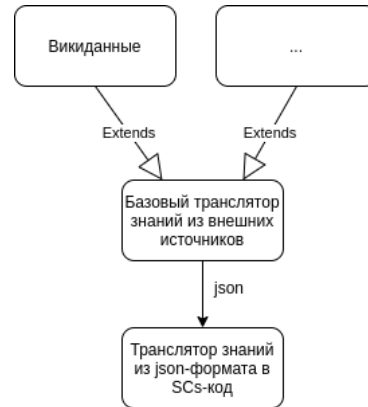 Викиданные
...
Extends
Extends
Базовый транслятор
знаний из внешних
источников
json
Транслятор знаний
из json-формата в
SCs-код